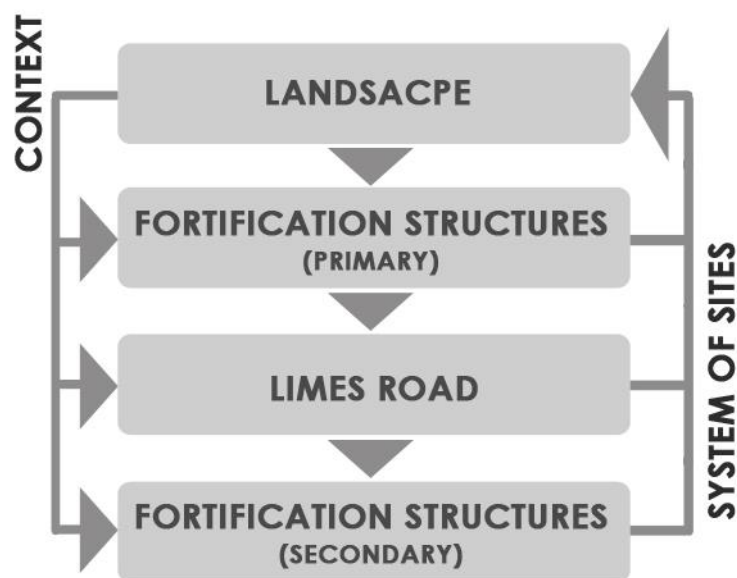 CONTEXT
LANDSACPE
FORTIFICATION STRUCTURES
(PRIMARY)
LIMES ROAD
FORTIFICATION STRUCTURES
(SECONDARY)
SYSTEM OF SITES